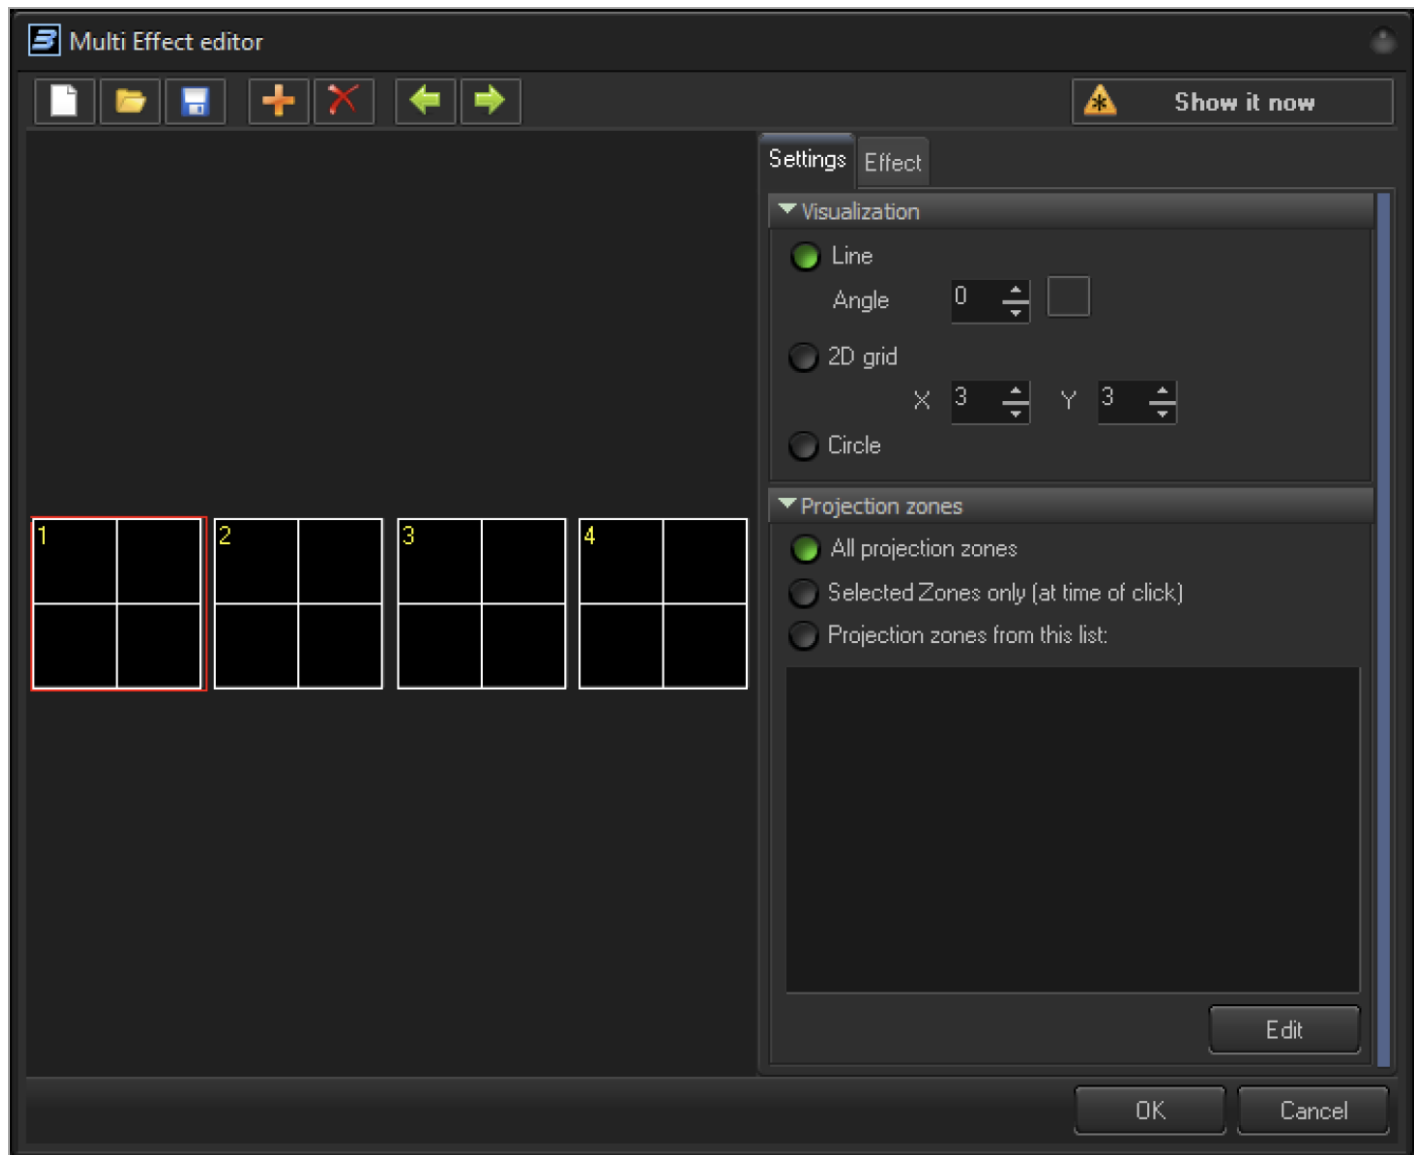 Multi Effect editor
Show it now
Settings Effect
Visualization
Line
Angle 0
2D grid
X 3 Y 3
Circle
Projection zones
All projection zones
Selected Zones only (at time of click)
Projection zones from this list:
1 2 3 4
Edit
OK Cancel